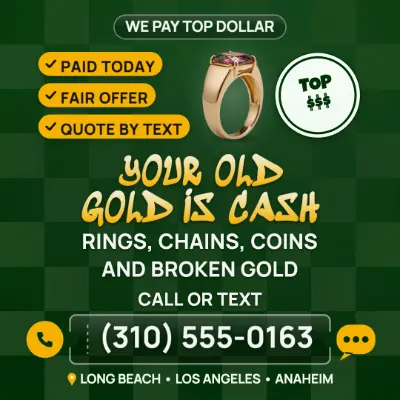 WE PAY TOP DOLLAR
PAID TODAY
FAIR OFFER
QUOTE BY TEXT
TOP
$$$
YOUR OLD
GOLD IS CASH
RINGS, CHAINS, COINS
AND BROKEN GOLD
CALL OR TEXT
(310) 555-0163
LONG BEACH • LOS ANGELES • ANAHEIM